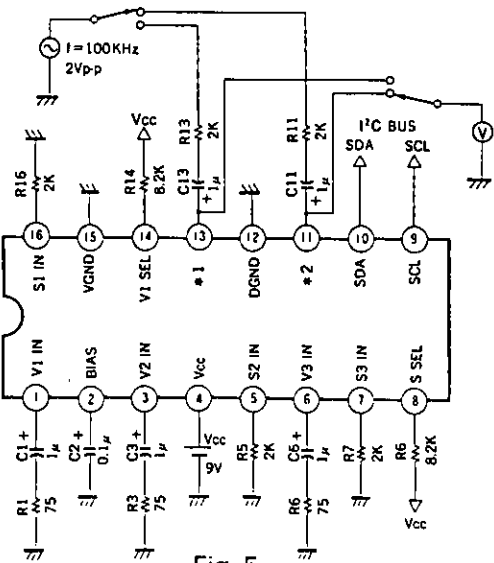 f = 100KHz
2Vp-p
I²C BUS
SDA
SCL
Vcc
R16
2K
R14
8.2K
R13
2K
C13
+ 1μ
R11
2K
C11
+ 1μ
16
15
14
13
12
11
10
9
S1 IN
VGND
V1 SEL
*1
DGND
*2
SDA
SCL
V1 IN
BIAS
V2 IN
Vcc
S2 IN
V3 IN
S3 IN
S SEL
1
2
3
4
5
6
7
8
C1 +
1μ
C2 +
0.1μ
C3 +
1μ
Vcc
9V
R5
2K
C6 +
1μ
R7
2K
R6
8.2K
R1
75
R3
75
R6
75
Vcc
V